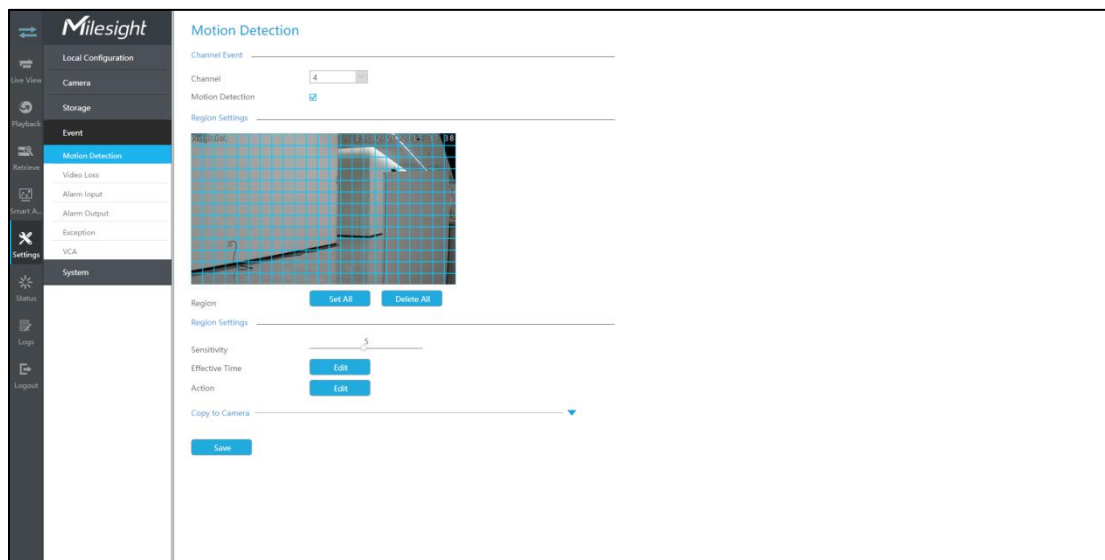 Milesight
Live View
Playback
Retrieve
Smart A...
Settings
Status
Logs
Logout
Local Configuration
Camera
Storage
Event
Motion Detection
Video Loss
Alarm Input
Alarm Output
Exception
VCA
System
Motion Detection
Channel Event
Channel 4
Motion Detection
Region Settings
Region Set All Delete All
Region Settings
Sensitivity 5
Effective Time Edit
Action Edit
Copy to Camera
Save